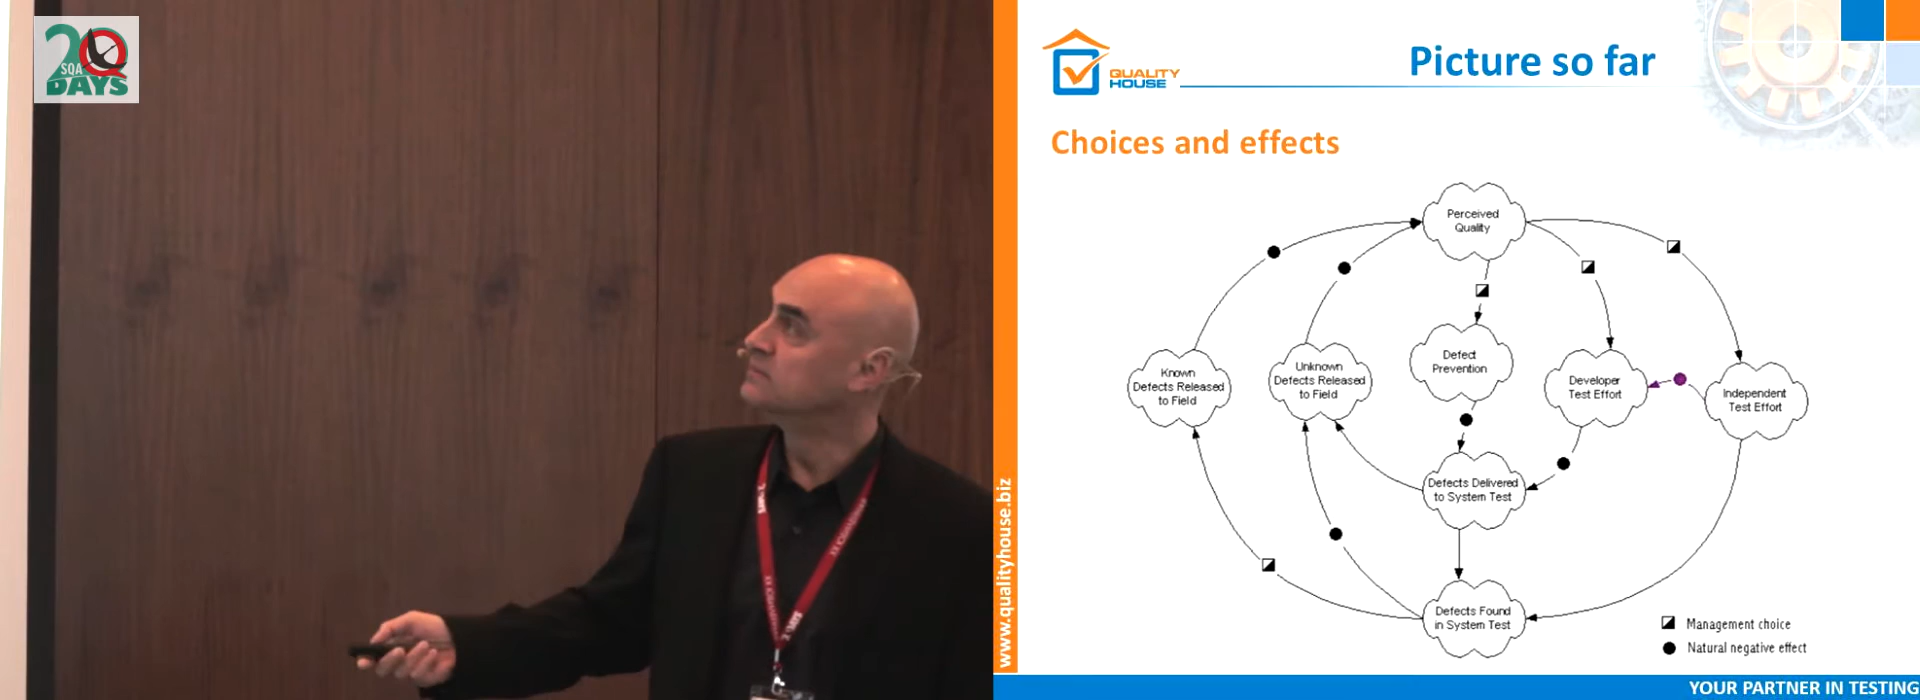 20
SQA
DAYS
QUALITY
HOUSE
Picture so far
Choices and effects
Perceived
Quality
Known
Defects Released
to Field
Unknown
Defects Released
to Field
Defect
Prevention
Developer
Test Effort
Independent
Test Effort
Defects Delivered
to System Test
Defects Found
in System Test
Management choice
Natural negative effect
www.qualityhouse.biz
YOUR PARTNER IN TESTING